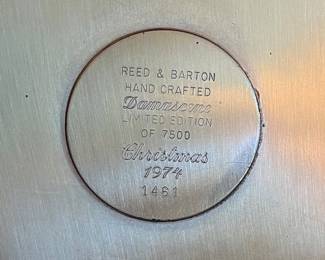 REED & BARTON
HAND CRAFTED
Damascene
LIMITED EDITION
OF 7500
Christmas
1974
1461